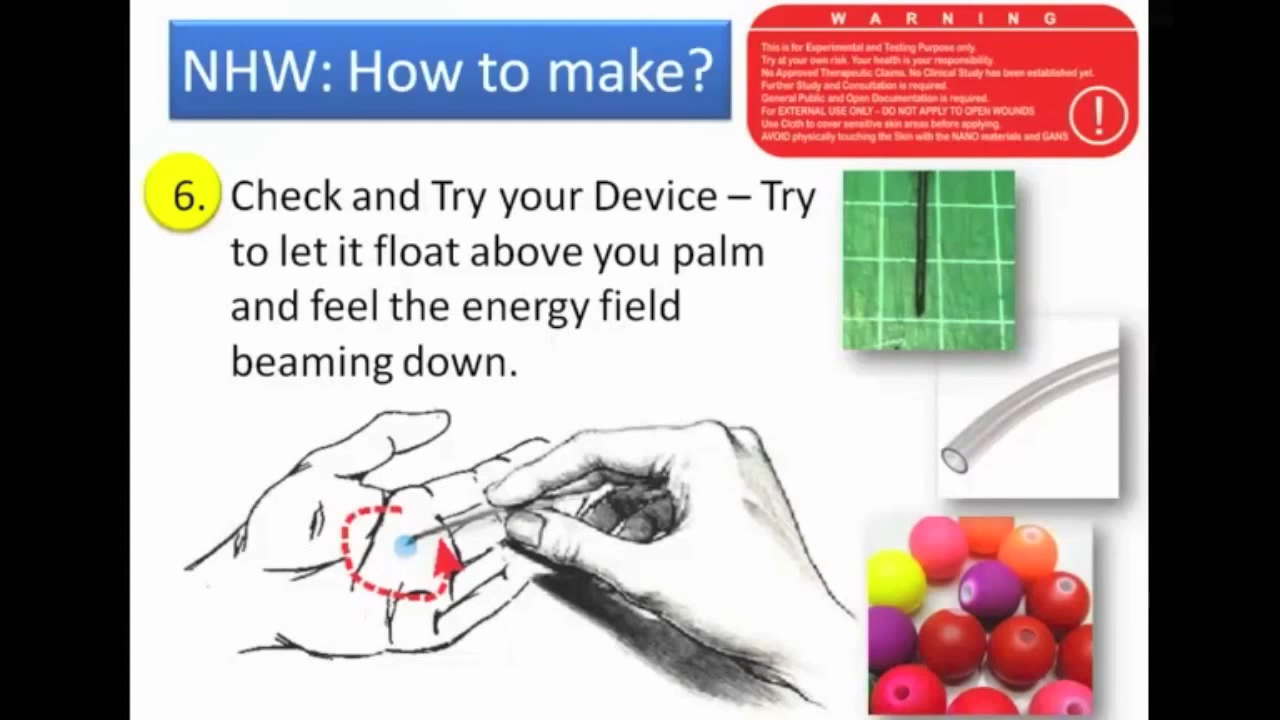 NHW: How to make?
WARNING
This is for Experimental and Testing Purpose only.
Try at your own risk. Your health is your responsibility.
No Approved Therapeutic Claims. No Clinical Study has been established yet.
Further Study and Consultation is required.
General Public and Open Documentation is required.
For EXTERNAL USE ONLY - DO NOT APPLY TO OPEN WOUNDS
Use Cloth to cover sensitive skin areas before applying.
AVOID physically touching the Skin with the NANO materials and GANS
!
6. Check and Try your Device – Try
to let it float above you palm
and feel the energy field
beaming down.